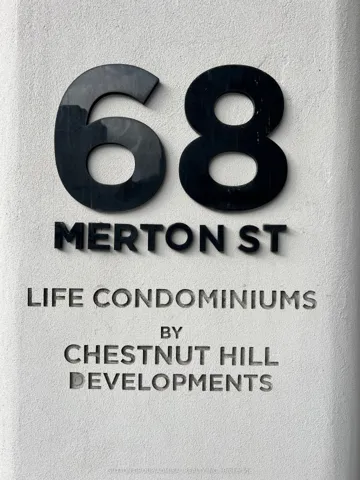 68
MERTON ST
LIFE CONDOMINIUMS
BY
CHESTNUT HILL
DEVELOPMENTS